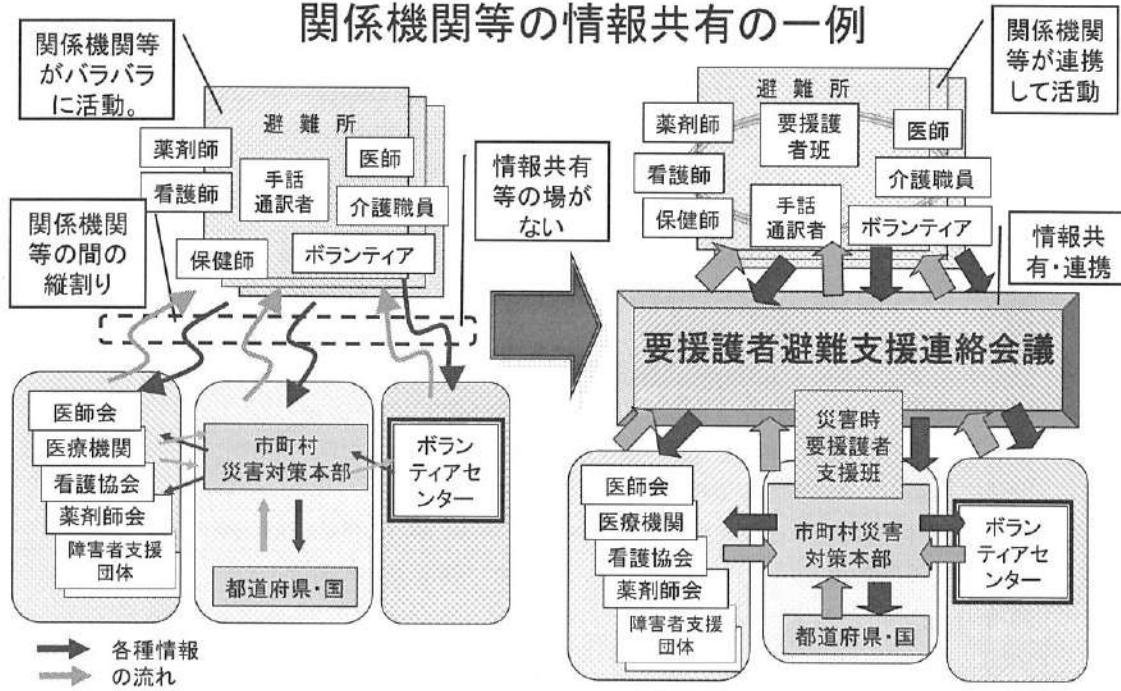 関係機関等の情報共有の一例
関係機関等
がバラバラ
に活動。
避難所
薬剤師
看護師
医師
手話
通訳者
介護職員
保健師
ボランティア
関係機関
等の間の
縦割り
情報共有
等の場が
ない
医師会
医療機関
看護協会
薬剤師会
障害者支援
団体
市町村
災害対策本部
都道府県・国
ボラン
ティアセ
ンター
各種情報
の流れ
関係機関
等が連携
して活動
避難所
薬剤師
要援護
者班
医師
看護師
介護職員
保健師
手話
通訳者
ボランティア
情報共
有・連携
要援護者避難支援連絡会議
災害時
要援護者
支援班
医師会
医療機関
看護協会
薬剤師会
障害者支援
団体
市町村災害
対策本部
都道府県・国
ボラン
ティアセ
ンター